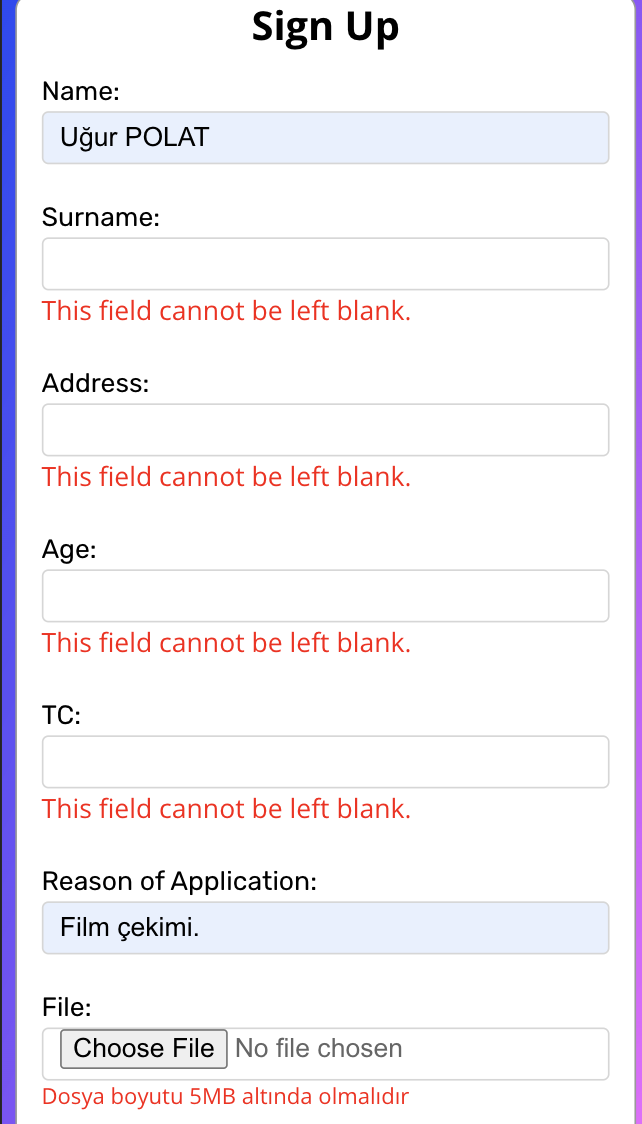 Sign Up
Name:
Uğur POLAT
Surname:
This field cannot be left blank.
Address:
This field cannot be left blank.
Age:
This field cannot be left blank.
TC:
This field cannot be left blank.
Reason of Application:
Film çekimi.
File:
Choose File No file chosen
Dosya boyutu 5MB altında olmalıdır